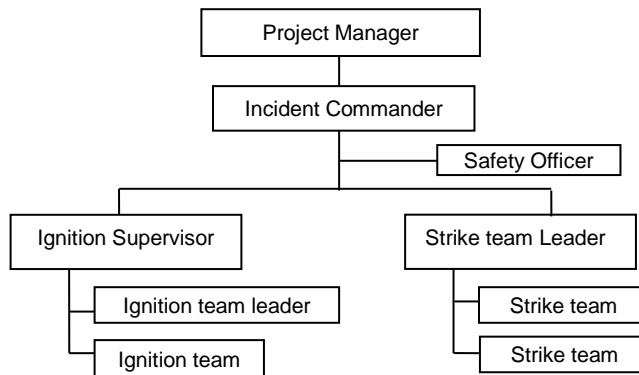 Project Manager
Incident Commander
Safety Officer
Ignition Supervisor
Strike team Leader
Ignition team leader
Strike team
Ignition team
Strike team